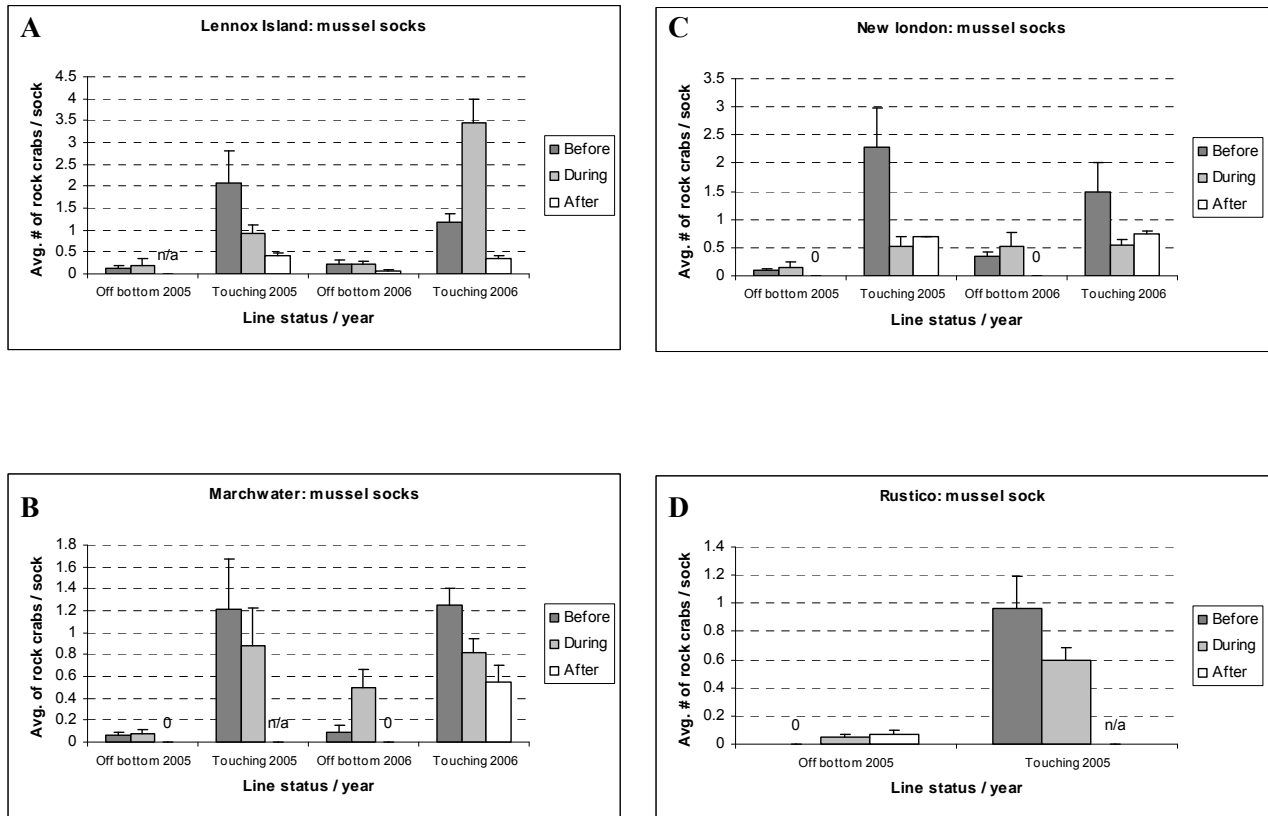 A
Lennox Island: mussel socks
Avg. # of rock crabs / sock
4.5
4
3.5
3
2.5
2
1.5
1
0.5
0
n/a
Off bottom 2005 Touching 2005 Off bottom 2006 Touching 2006
Line status / year
Before
During
After
C
New london: mussel socks
Avg. # of rock crabs / sock
3.5
3
2.5
2
1.5
1
0.5
0
0
0
Off bottom 2005 Touching 2005 Off bottom 2006 Touching 2006
Line status / year
Before
During
After
B
Marchwater: mussel socks
Avg. of rock crabs / sock
1.8
1.6
1.4
1.2
1
0.8
0.6
0.4
0.2
0
0
n/a
0
Off bottom 2005 Touching 2005 Off bottom 2006 Touching 2006
Line status / year
Before
During
After
D
Rustico: mussel sock
Avg. # of rock crabs / sock
1.4
1.2
1
0.8
0.6
0.4
0.2
0
0
n/a
Off bottom 2005 Touching 2005
Line status / year
Before
During
After